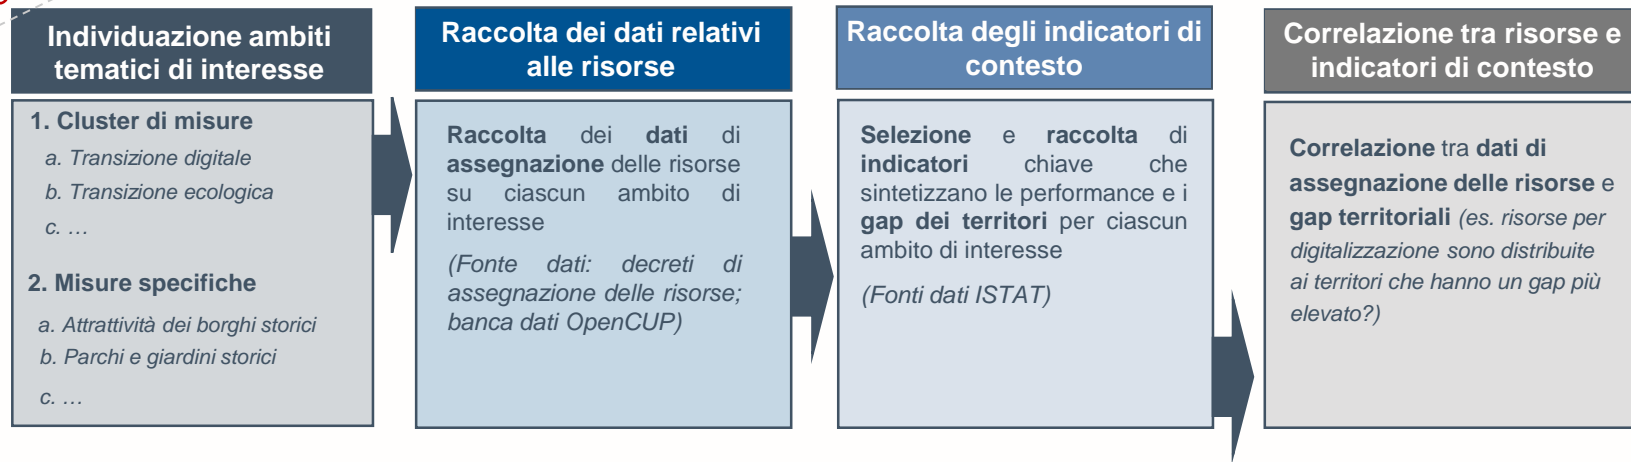 Individuazione ambiti
tematici di interesse
1. Cluster di misure
a. Transizione digitale
b. Transizione ecologica
c. …
2. Misure specifiche
a. Attrattività dei borghi storici
b. Parchi e giardini storici
c. …
Raccolta dei dati relativi
alle risorse
Raccolta dei dati di
assegnazione delle risorse
su ciascun ambito di
interesse
(Fonte dati: decreti di
assegnazione delle risorse;
banca dati OpenCUP)
Raccolta degli indicatori di
contesto
Selezione e raccolta di
indicatori chiave che
sintetizzano le performance e i
gap dei territori per ciascun
ambito di interesse
(Fonti dati ISTAT)
Correlazione tra risorse e
indicatori di contesto
Correlazione tra dati di
assegnazione delle risorse e
gap territoriali (es. risorse per
digitalizzazione sono distribuite
ai territori che hanno un gap più
elevato?)